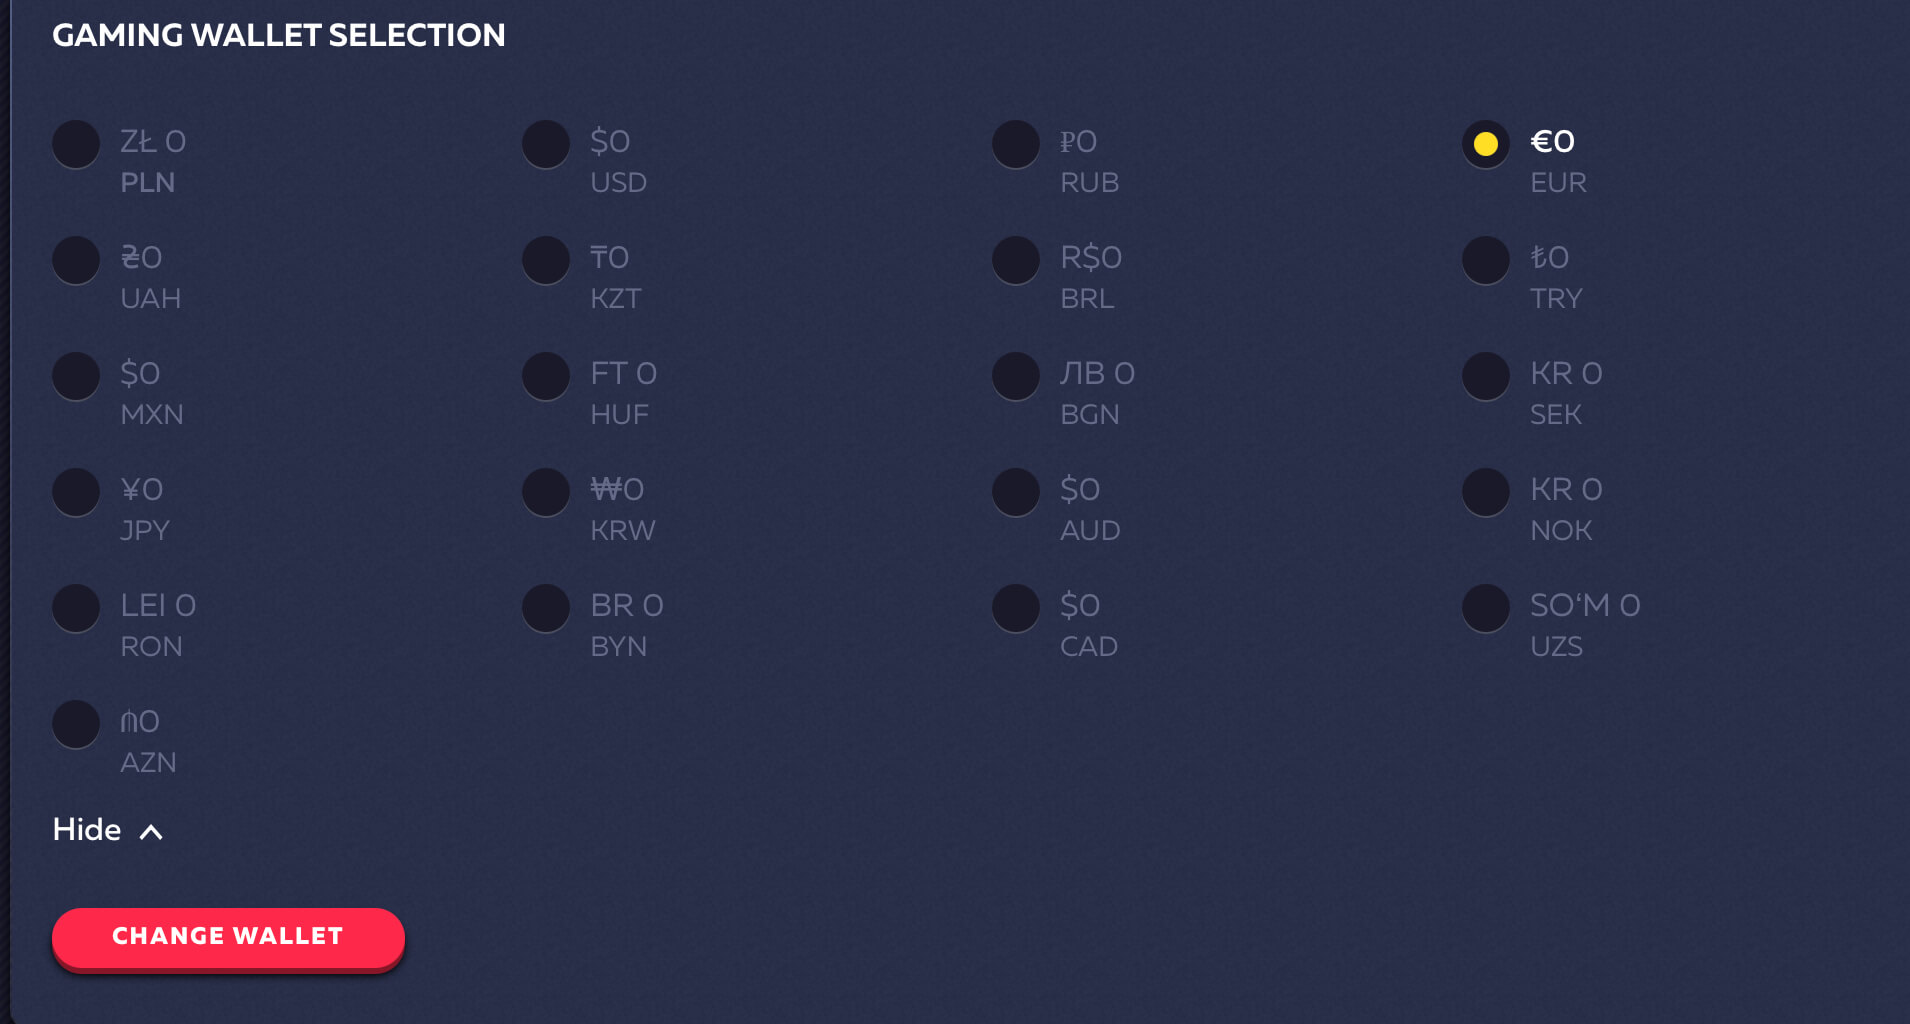 GAMING WALLET SELECTION
ZŁ 0
PLN
$0
USD
₽0
RUB
€0
EUR
₴0
UAH
₸0
KZT
R$0
BRL
₺0
TRY
$0
MXN
FT 0
HUF
ЛВ 0
BGN
KR 0
SEK
¥0
JPY
₩0
KRW
$0
AUD
KR 0
NOK
LEI 0
RON
BR 0
BYN
$0
CAD
SO‘M 0
UZS
₼0
AZN
Hide
CHANGE WALLET